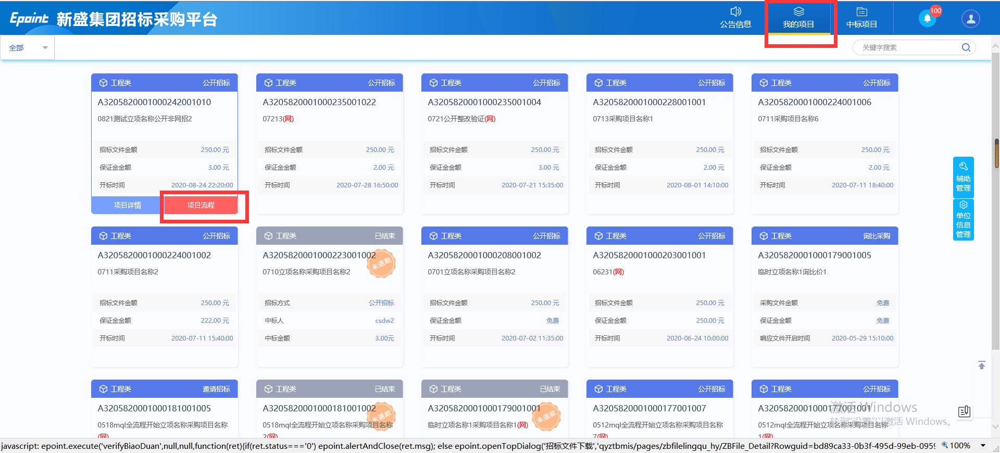 Epoint 新盛集团招标采购平台
公告信息
我的项目
中标项目
100
全部
关键字搜索
工程类 公开招标
A3205820001000242001010
0821测试立项名称公开非网招2
招标文件金额 250.00 元
保证金金额 3.00 元
开标时间 2020-08-24 22:20:00
项目详情 项目流程
工程类 公开招标
A3205820001000235001022
07213(网)
招标文件金额 250.00 元
保证金金额 2.00 元
开标时间 2020-07-28 16:50:00
工程类 公开招标
A3205820001000235001004
0721公开整改验证(网)
招标文件金额 250.00 元
保证金金额 3.00 元
开标时间 2020-07-21 15:35:00
工程类 公开招标
A3205820001000228001001
0713采购项目名称1
招标文件金额 250.00 元
保证金金额 2.00 元
开标时间 2020-08-01 14:10:00
工程类 公开招标
A3205820001000224001006
0711采购项目名称6
招标文件金额 250.00 元
保证金金额 2.00 元
开标时间 2020-07-11 18:40:00
辅助
管理
单位
信息
管理
工程类 公开招标
A3205820001000224001002
0711采购项目名称2
招标文件金额 250.00 元
保证金金额 222.00 元
开标时间 2020-07-11 15:40:00
工程类 已结束
A3205820001000223001002
未退款
0710立项名称采购项目名称2
招标方式 公开招标
中标人 csdw2
中标金额 3.00元
工程类 公开招标
A3205820001000208001002
0701立项名称采购项目名称2
招标文件金额 250.00 元
保证金金额 免费
开标时间 2020-07-02 11:35:00
工程类 公开招标
A3205820001000203001001
06231(网)
招标文件金额 250.00 元
保证金金额 250.00 元
开标时间 2020-06-24 10:00:00
工程类 询比采购
A3205820001000179001005
临时立项名称1询比价1
采购文件金额 免费
保证金金额 免费
响应文件开启时间 2020-05-29 15:10:00
工程类 邀请招标
A3205820001000181001005
0518mql全流程开始立项名称采购项目名称
(网)
工程类 已结束
A3205820001000181001002
未退款
0518mql全流程开始立项名称采购项目名称
2(网)
工程类 已结束
A3205820001000179001001
未退款
临时立项名称1采购项目名称1(网)
工程类 公开招标
A3205820001000177001007
0512mql全流程开始立项名称采购项目名称
7(网)
工程类 公开招标
A3205820001000177001001
0512mql全流程开始立项名称采购项目名称
1(网)
激活 Windows
转到"设置"以激活 Windows。
javascript: epoint.execute('verifyBiaoDuan',null,null,function(ret){if(ret.status==='0') epoint.alertAndClose(ret.msg); else epoint.openTopDialog('招标文件下载','qyztbmis/pages/zbfilelingqu_hy/ZBFile_Detail?Rowguid=bd89ca33-0b3f-495d-99eb-0959
100%